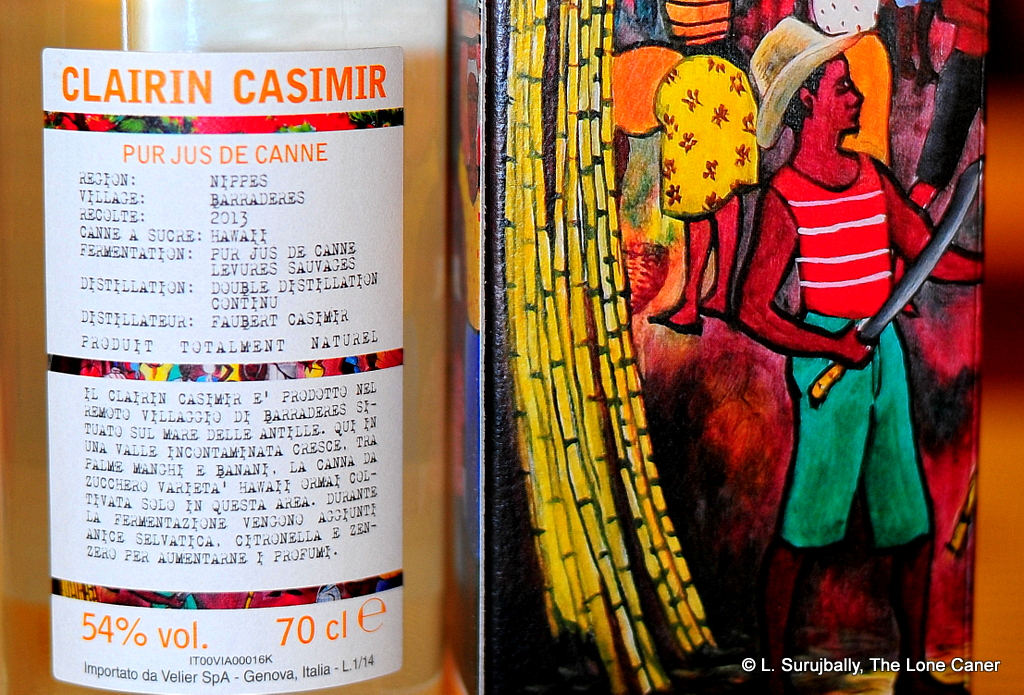 CLAIRIN CASIMIR
PUR JUS DE CANNE
REGION: NIPPES
VILLAGE: BARRADERES
RECOLTE: 2013
CANNE A SUCRE: HAWAII
FERMENTATION: PUR JUS DE CANNE
LEVURES SAUVAGES
DISTILLATION: DOUBLE DISTILLATION
CONTINU
DISTILLATEUR: FAUBERT CASIMIR
PRODUIT TOTALMENT NATUREL
IL CLAIRIN CASIMIR E' PRODOTTO NEL
REMOTO VILLAGGIO DI BARRADERES SI-
TUATO SUL MARE DELLE ANTILLE. QUI IN
UNA VALLE INCONTAMINATA CRESCE, TRA
PALME MANGHI E BANANI, LA CANNA DA
ZUCCHERO VARIETA' HAWAII ORMAI COL-
TIVATA SOLO IN QUESTA AREA. DURANTE
LA FERMENTAZIONE VENGONO AGGIUNTI
ANICE SELVATICA, CITRONELLA E ZEN-
ZERO PER AUMENTARNE I PROFUMI.
54% vol. 70 cl e
IT00VIA00016K
Importato da Velier SpA - Genova, Italia - L.1/14
© L. Surujbally, The Lone Caner